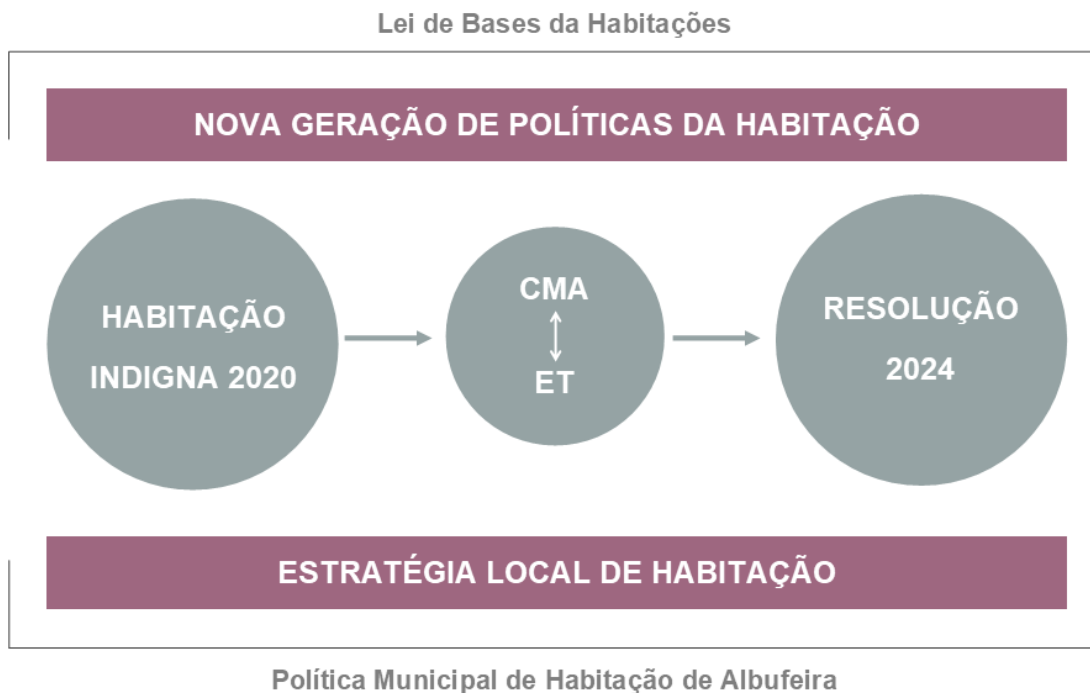 Lei de Bases da Habitações
NOVA GERAÇÃO DE POLÍTICAS DA HABITAÇÃO
HABITAÇÃO
INDIGNA 2020
CMA
ET
RESOLUÇÃO
2024
ESTRATÉGIA LOCAL DE HABITAÇÃO
Política Municipal de Habitação de Albufeira